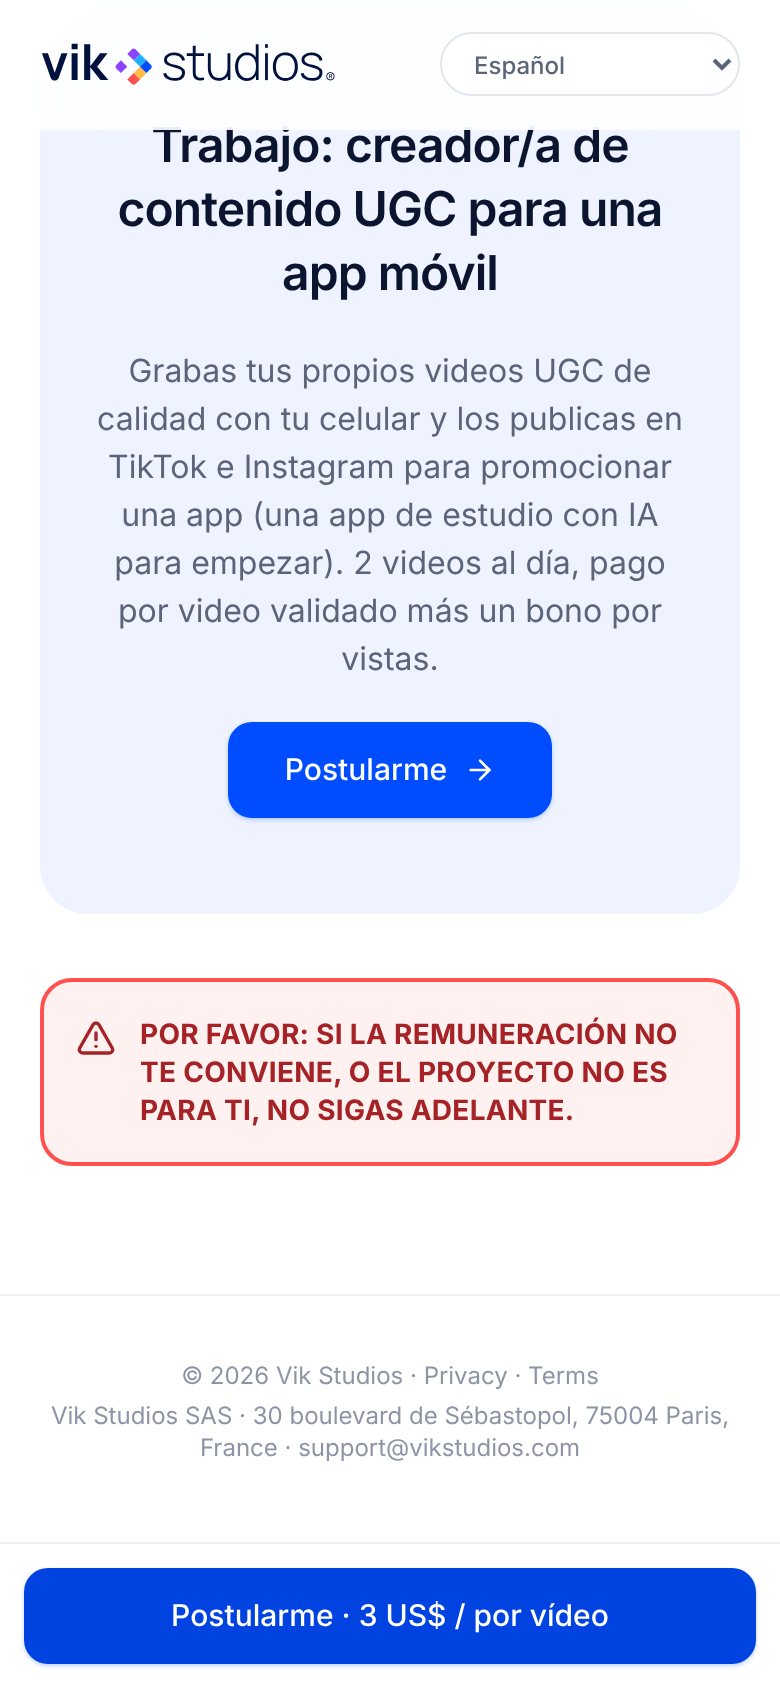 vik studios®
Español
Trabajo: creador/a de
contenido UGC para una
app móvil
Grabas tus propios videos UGC de
calidad con tu celular y los publicas en
TikTok e Instagram para promocionar
una app (una app de estudio con IA
para empezar). 2 videos al día, pago
por video validado más un bono por
vistas.
Postularme →
POR FAVOR: SI LA REMUNERACIÓN NO
TE CONVIENE, O EL PROYECTO NO ES
PARA TI, NO SIGAS ADELANTE.
© 2026 Vik Studios · Privacy · Terms
Vik Studios SAS · 30 boulevard de Sébastopol, 75004 Paris,
France · support@vikstudios.com
Postularme · 3 US$ / por vídeo